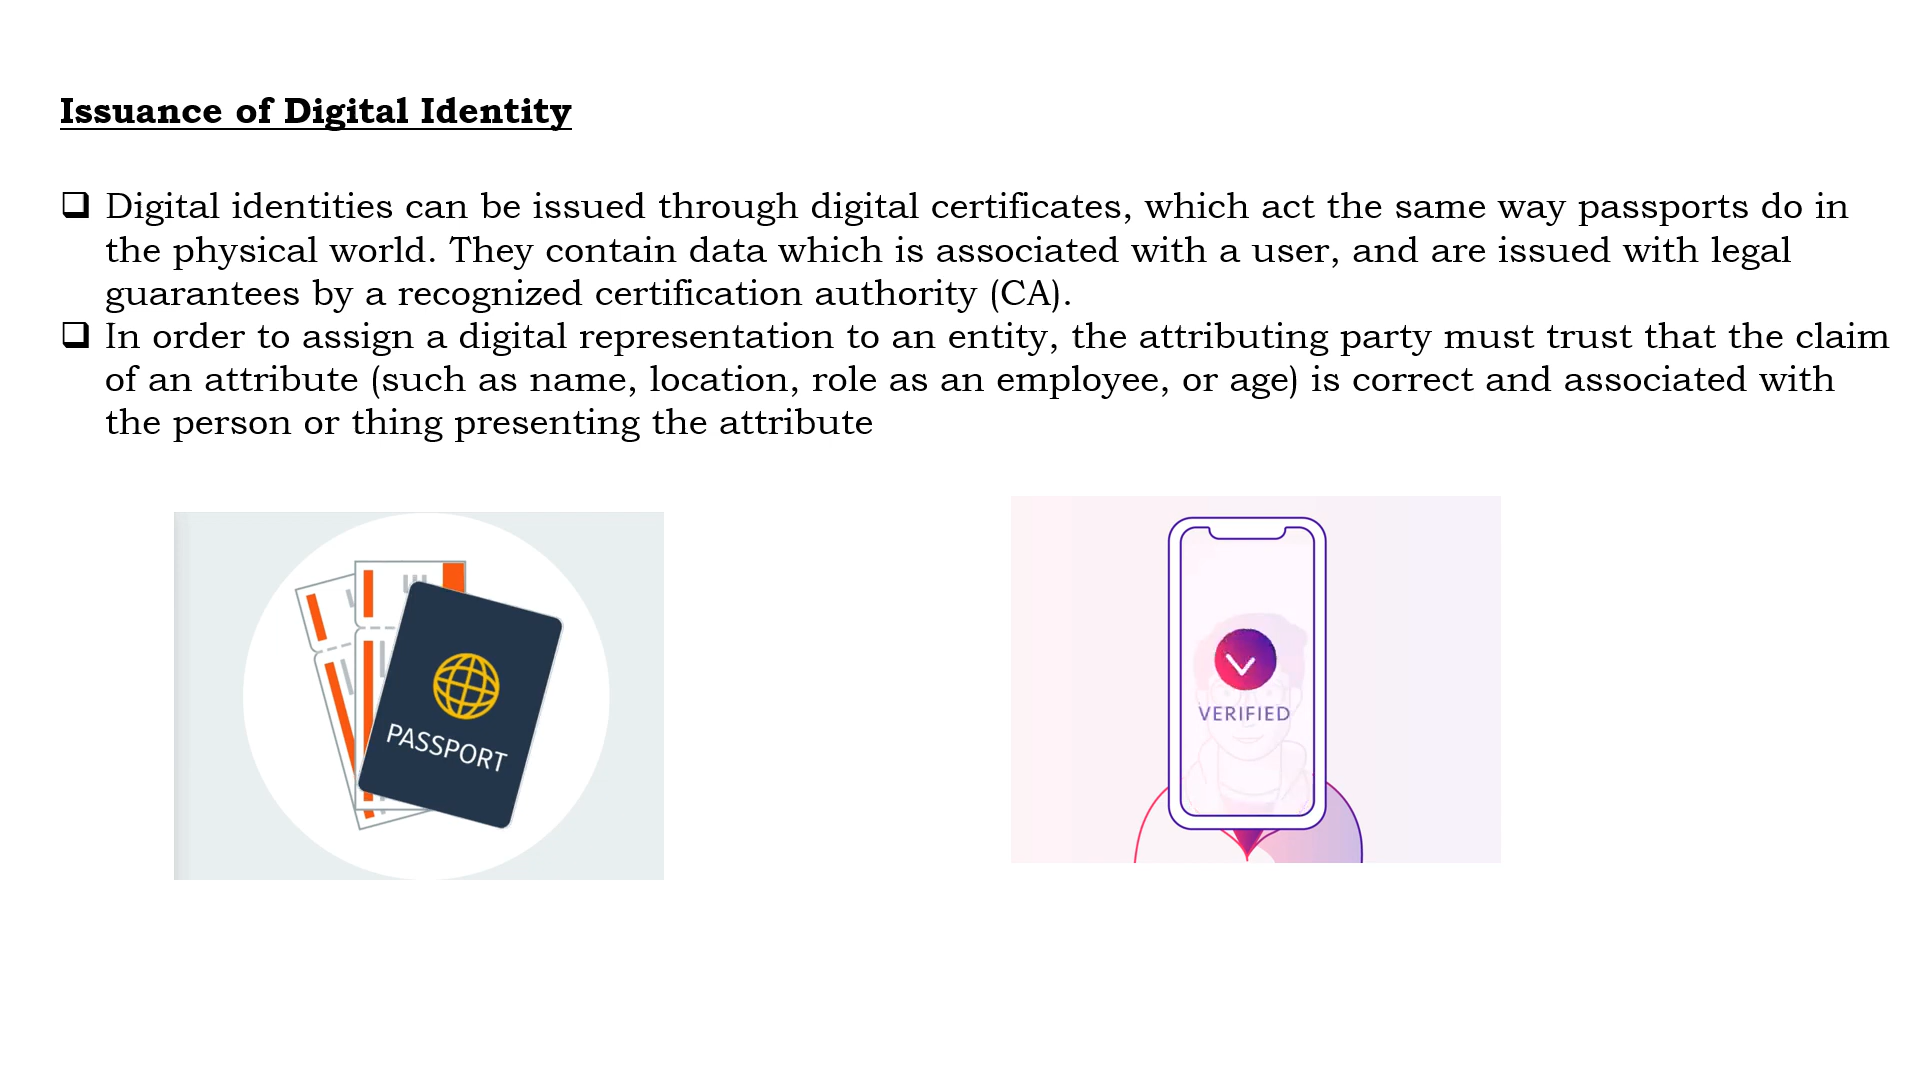 Issuance of Digital Identity
❑ Digital identities can be issued through digital certificates, which act the same way passports do in
the physical world. They contain data which is associated with a user, and are issued with legal
guarantees by a recognized certification authority (CA).
❑ In order to assign a digital representation to an entity, the attributing party must trust that the claim
of an attribute (such as name, location, role as an employee, or age) is correct and associated with
the person or thing presenting the attribute
PASSPORT
VERIFIED